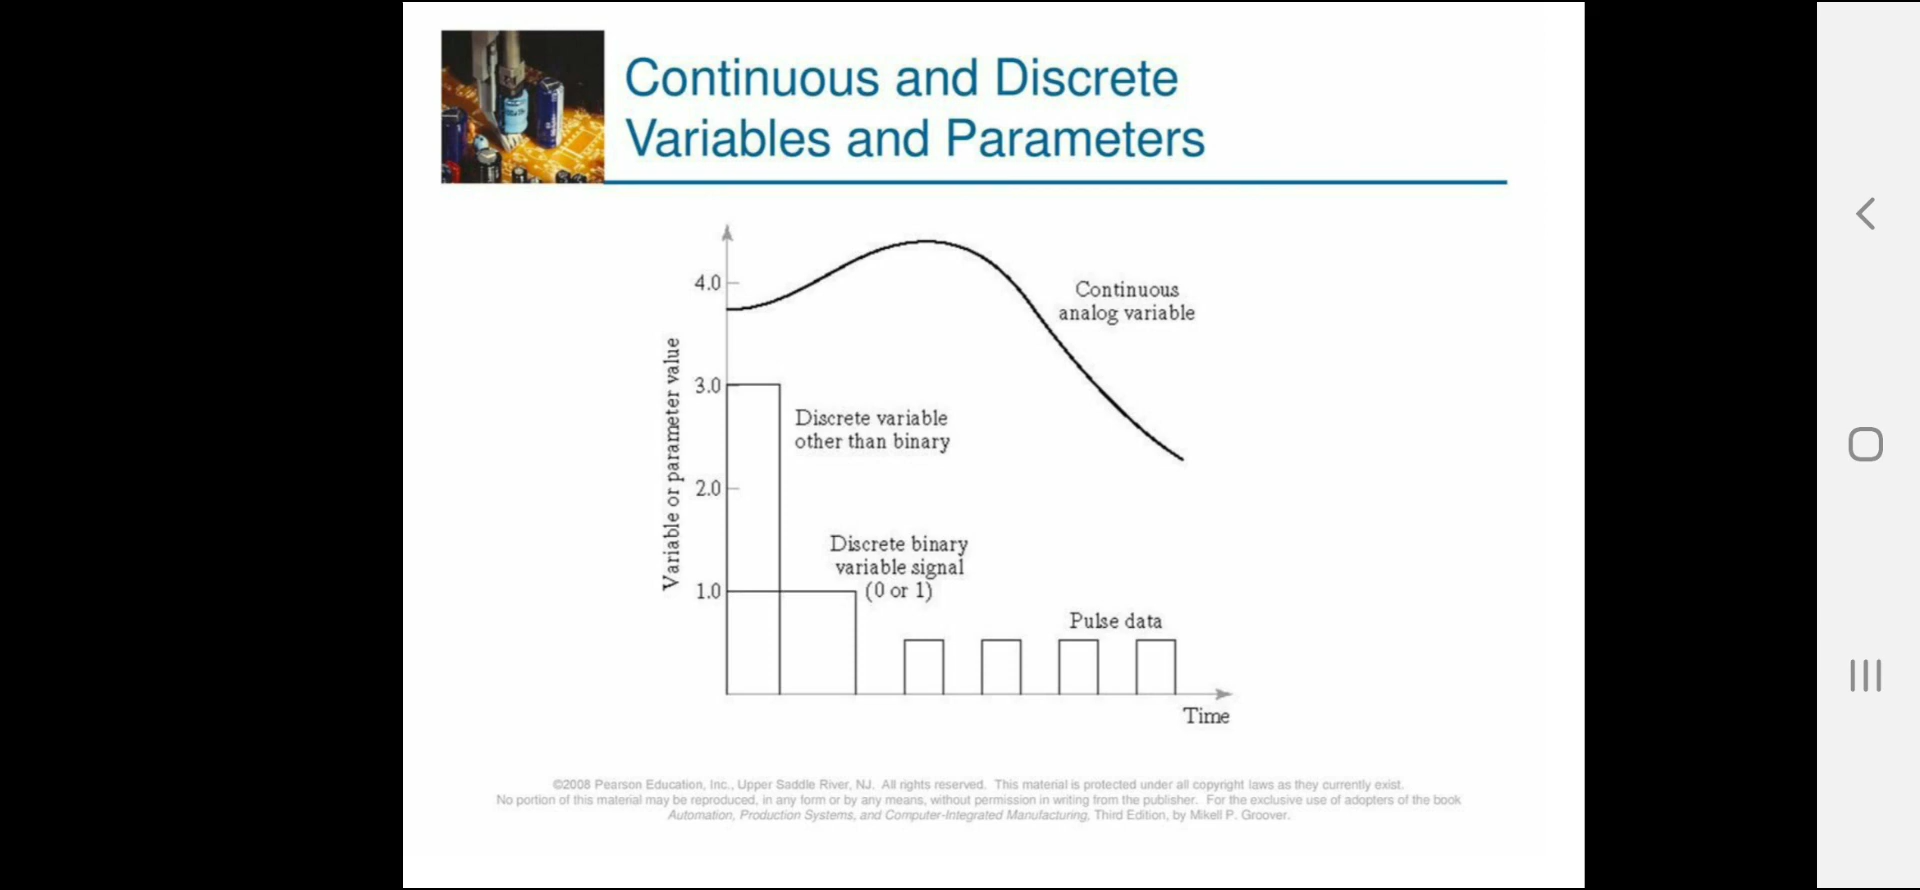 Continuous and Discrete
Variables and Parameters
Variable or parameter value
4.0
3.0
2.0
1.0
Continuous
analog variable
Discrete variable
other than binary
Discrete binary
variable signal
(0 or 1)
Pulse data
Time
©2008 Pearson Education, Inc., Upper Saddle River, NJ. All rights reserved. This material is protected under all copyright laws as they currently exist.
No portion of this material may be reproduced, in any form or by any means, without permission in writing from the publisher. For the exclusive use of adopters of the book
Automation, Production Systems, and Computer-Integrated Manufacturing, Third Edition, by Mikell P. Groover.